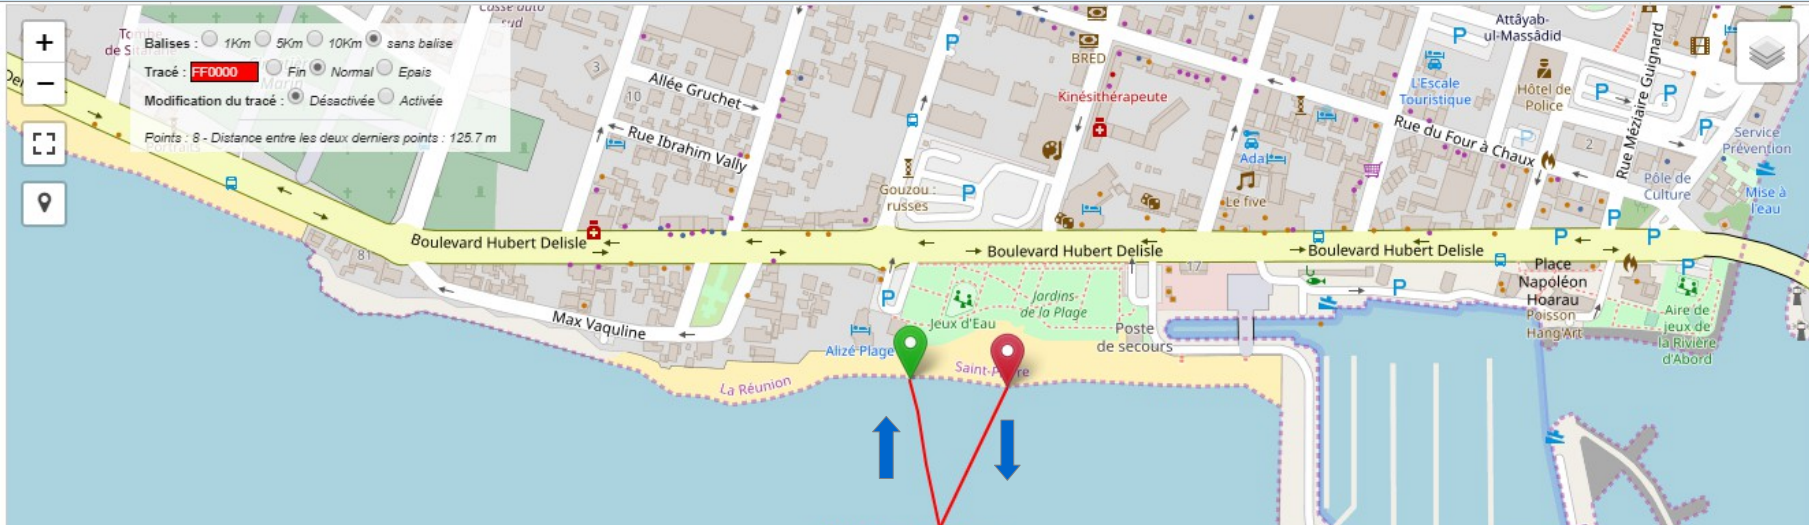 +
−
Balises : 1Km 5Km 10Km sans balise
Tracé : FF0000 Fin Normal Epais
Modification du tracé : Désactivée Activée
Points : 8 - Distance entre les deux derniers points : 125.7 m
3
10
Allée Gruchet
Rue Ibrahim Vally
81
Boulevard Hubert Delisle
Max Vaquline
Gouzou :
russes
P
P
P
BRED
Kinésithérapeute
Ada
Le five
Boulevard Hubert Delisle
17
Boulevard Hubert Delisle
Jeux d'Eau
Jardins
de la Plage
Poste
de secours
Alizé Plage
La Réunion
Attâyab-
ul-Massâdid
P
L'Escale
Touristique
Hôtel de
Police
P
P
P
P
Rue du Four à Chaux
2
Rue Méziaire Guignard
Service
Prévention
Pôle de
Culture
Mise à
l'eau
P
P
P
P
P
Place
Napoléon
Hoarau
Poisson
Hang'Art
Aire de
jeux de
la Rivière
d'Abord